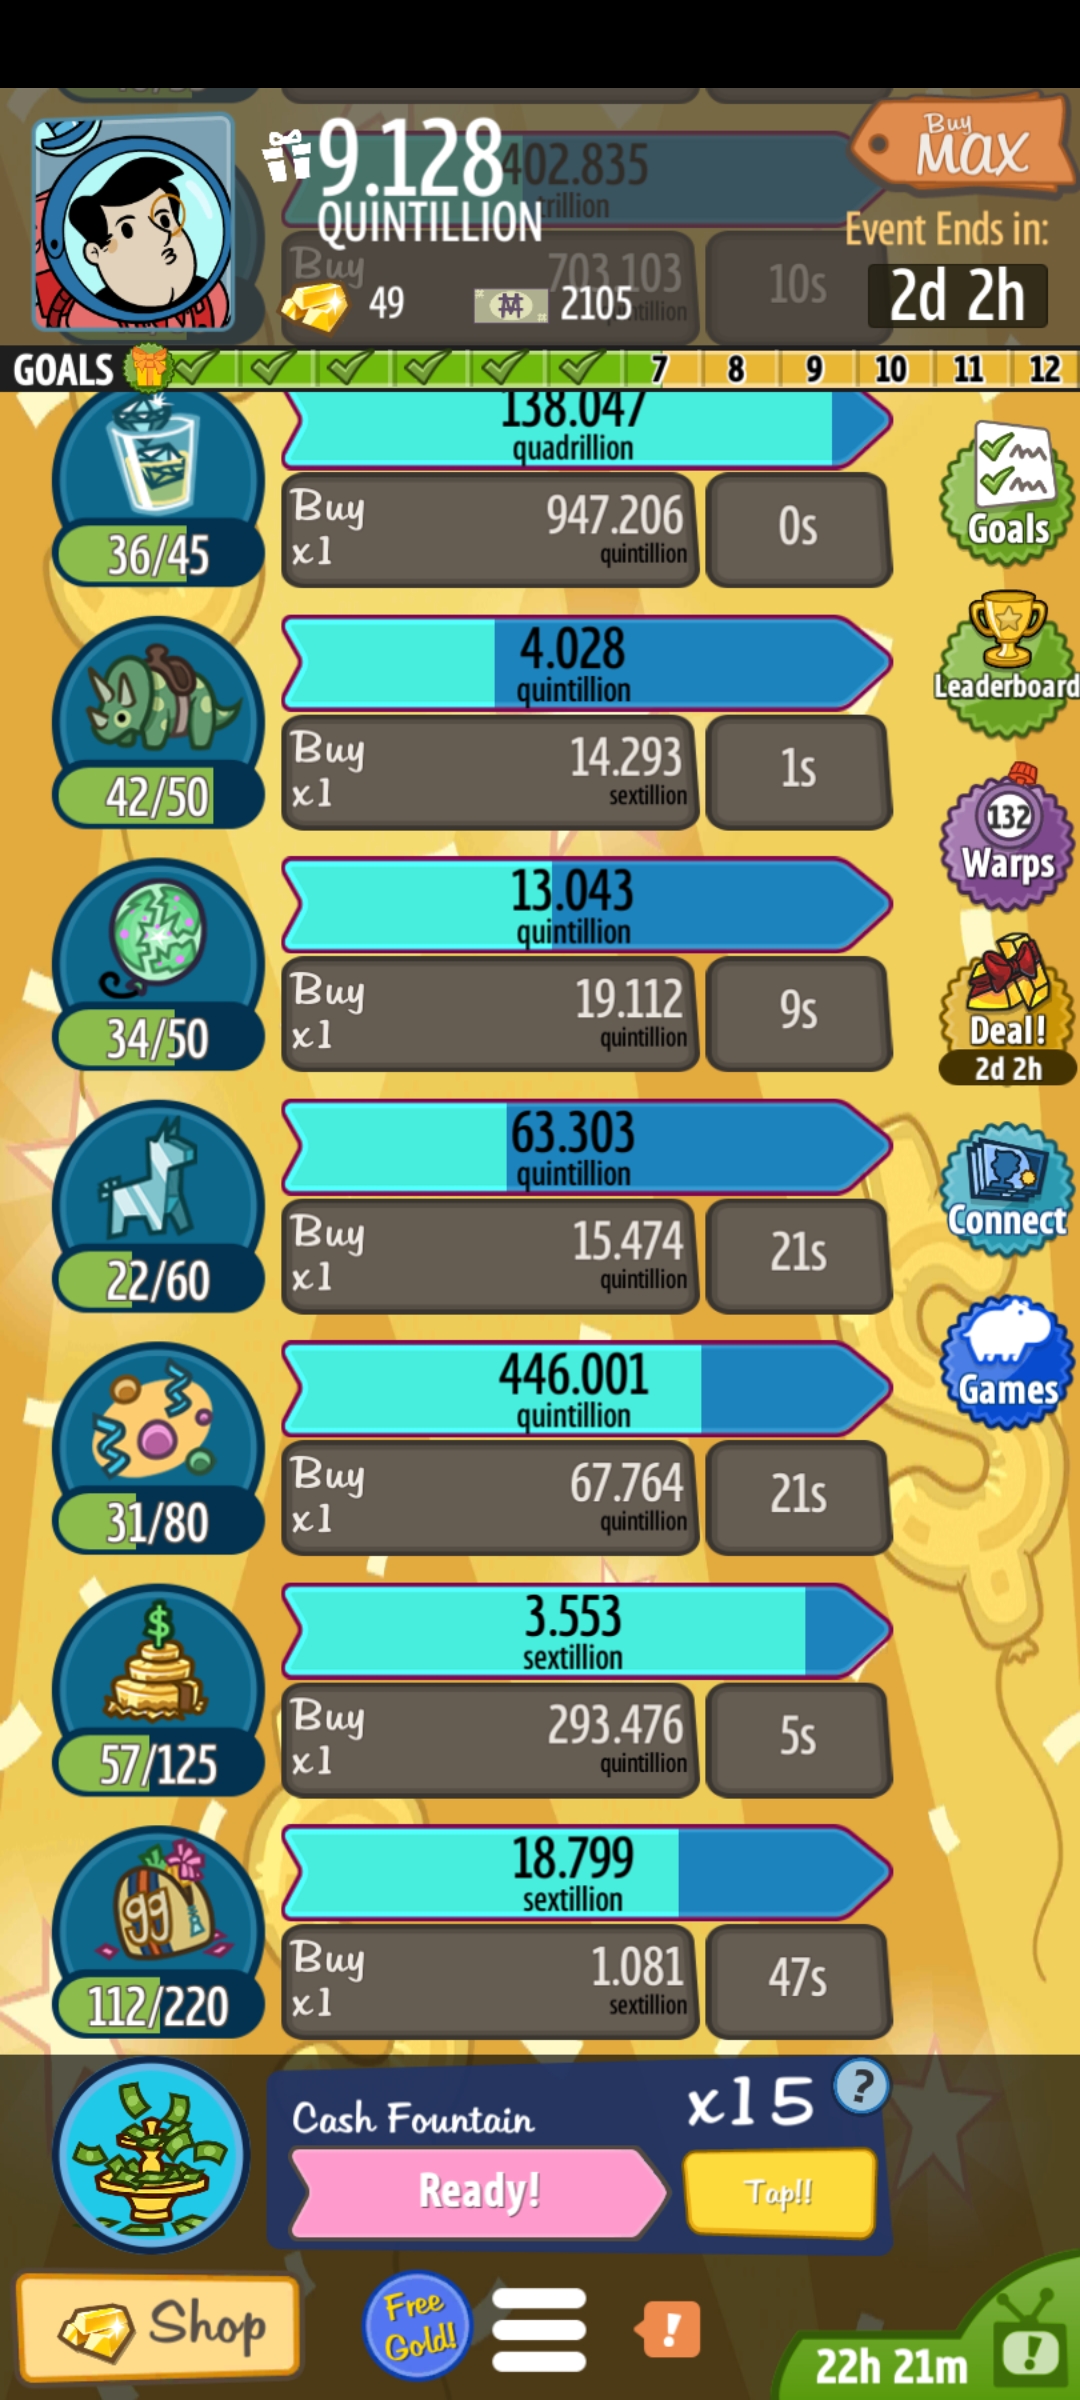 9.128
QUINTILLION
402.835
trillion
Buy
MAX
Event Ends in:
2d 2h
Buy
703.103
10s
49
2105
GOALS
7 8 9 10 11 12
138.047
quadrillion
36/45
Buy
x1
947.206
quintillion
0s
Goals
4.028
quintillion
42/50
Buy
x1
14.293
sextillion
1s
Leaderboard
13.043
quintillion
34/50
Buy
x1
19.112
quintillion
9s
132
Warps
Deal!
2d 2h
63.303
quintillion
22/60
Buy
x1
15.474
quintillion
21s
Connect
446.001
quintillion
31/80
Buy
x1
67.764
quintillion
21s
Games
$
3.553
sextillion
57/125
Buy
x1
293.476
quintillion
5s
99
18.799
sextillion
112/220
Buy
x1
1.081
sextillion
47s
Cash Fountain
x15
?
Ready!
Tap!!
Shop
Free
Gold!
!
22h 21m
!